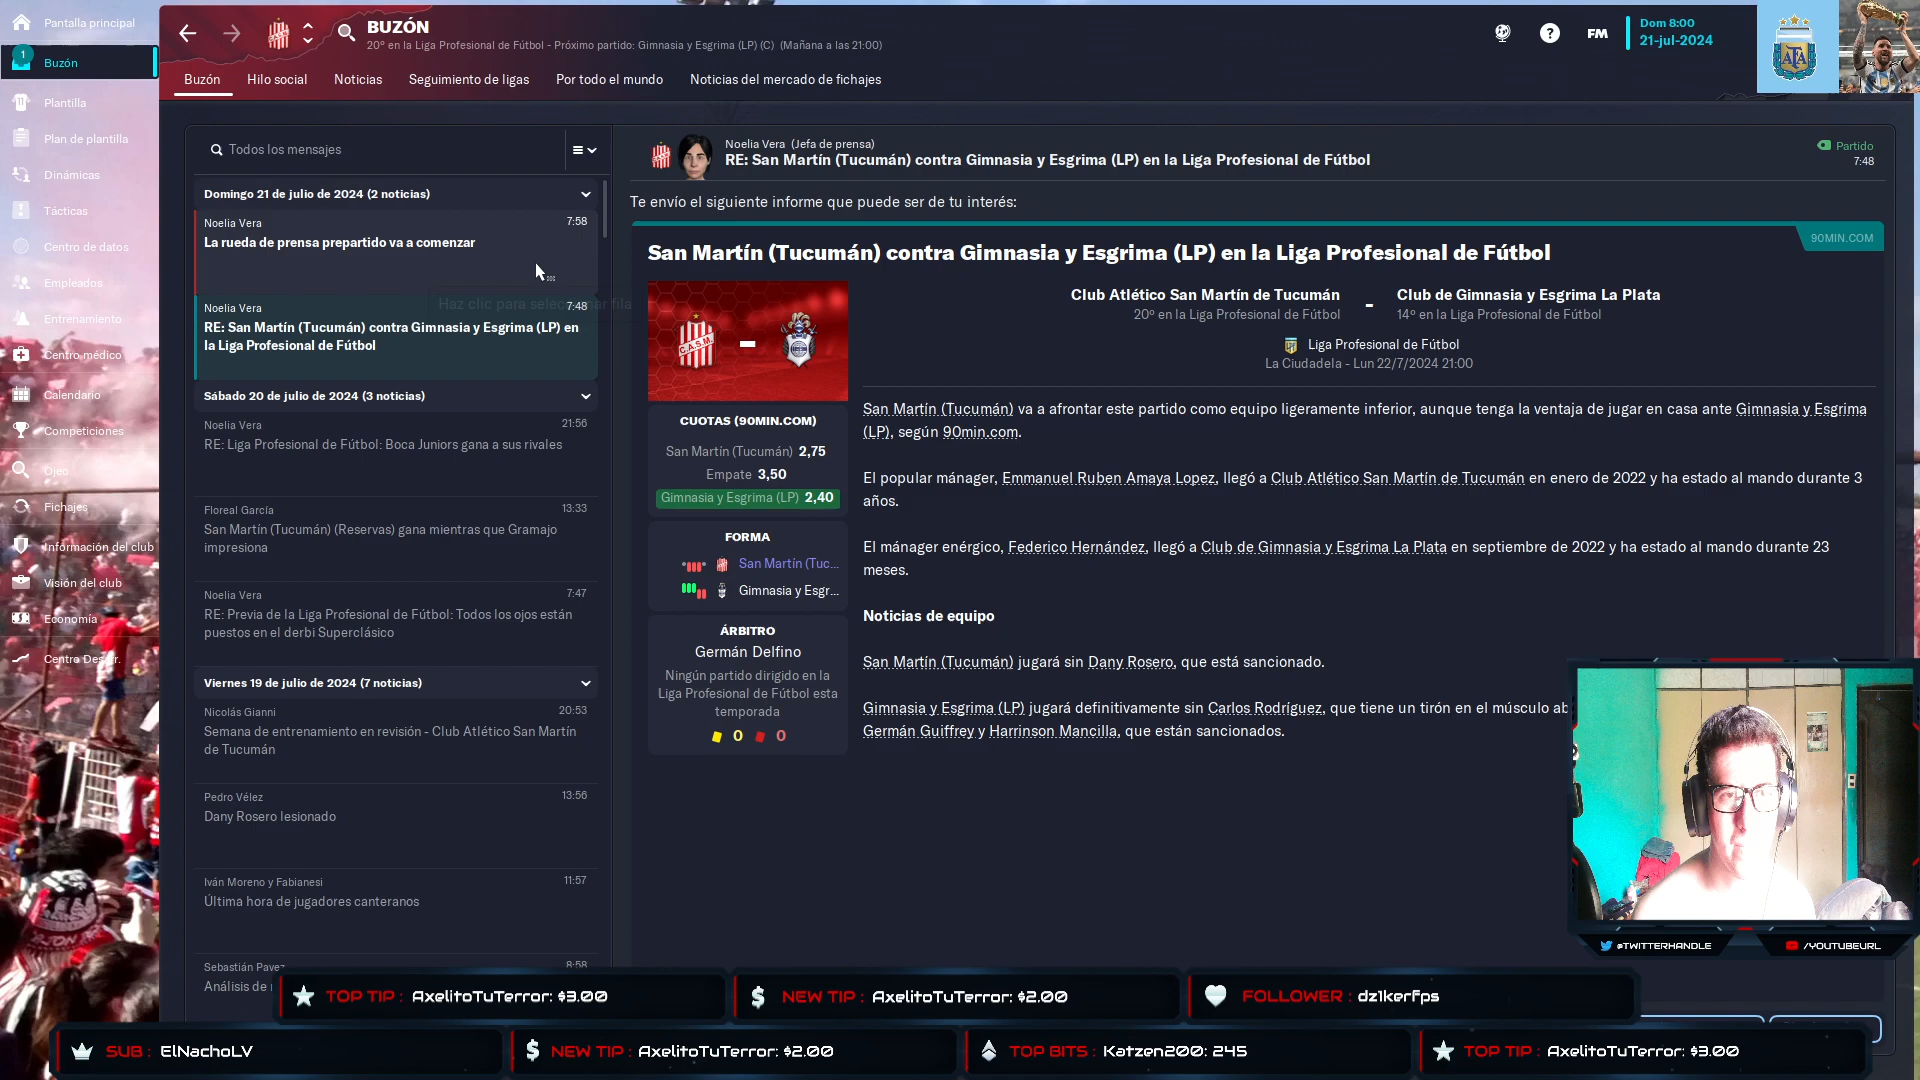 Pantalla principal
1
Buzón
Plantilla
Plan de plantilla
Dinámicas
Tácticas
Centro de datos
Empleados
Entrenamiento
Centro médico
Calendario
Competiciones
Ojeo
Fichajes
Información del club
Visión del club
Economía
BUZÓN
20º en la Liga Profesional de Fútbol - Próximo partido: Gimnasia y Esgrima (LP) (C) (Mañana a las 21:00)
FM
Dom 8:00
21-jul-2024
AFA
Buzón
Hilo social
Noticias
Seguimiento de ligas
Por todo el mundo
Noticias del mercado de fichajes
Todos los mensajes
Domingo 21 de julio de 2024 (2 noticias)
Noelia Vera
7:58
La rueda de prensa prepartido va a comenzar
Noelia Vera
7:48
RE: San Martín (Tucumán) contra Gimnasia y Esgrima (LP) en
la Liga Profesional de Fútbol
Sábado 20 de julio de 2024 (3 noticias)
Noelia Vera
21:56
RE: Liga Profesional de Fútbol: Boca Juniors gana a sus rivales
Floreal García
13:33
San Martín (Tucumán) (Reservas) gana mientras que Gramajo
impresiona
Noelia Vera
7:47
RE: Previa de la Liga Profesional de Fútbol: Todos los ojos están
puestos en el derbi Superclásico
Viernes 19 de julio de 2024 (7 noticias)
Nicolás Gianni
20:53
Semana de entrenamiento en revisión - Club Atlético San Martín
de Tucumán
Pedro Vélez
13:56
Dany Rosero lesionado
Iván Moreno y Fabianesi
11:57
Última hora de jugadores canteranos
Sebastián
8:58
Análisis de
Noelia Vera (Jefa de prensa)
RE: San Martín (Tucumán) contra Gimnasia y Esgrima (LP) en la Liga Profesional de Fútbol
Partido
7:48
Te envío el siguiente informe que puede ser de tu interés:
90MIN.COM
San Martín (Tucumán) contra Gimnasia y Esgrima (LP) en la Liga Profesional de Fútbol
C.A.S.M.
Club Atlético San Martín de Tucumán
20º en la Liga Profesional de Fútbol
-
Club de Gimnasia y Esgrima La Plata
14º en la Liga Profesional de Fútbol
Liga Profesional de Fútbol
La Ciudadela - Lun 22/7/2024 21:00
CUOTAS (90MIN.COM)
San Martín (Tucumán) 2,75
Empate 3,50
Gimnasia y Esgrima (LP) 2,40
FORMA
San Martín (Tuc...
Gimnasia y Esgr...
ÁRBITRO
Germán Delfino
Ningún partido dirigido en la
Liga Profesional de Fútbol esta
temporada
0
0
San Martín (Tucumán) va a afrontar este partido como equipo ligeramente inferior, aunque tenga la ventaja de jugar en casa ante Gimnasia y Esgrima
(LP), según 90min.com.
El popular mánager, Emmanuel Ruben Amaya Lopez, llegó a Club Atlético San Martín de Tucumán en enero de 2022 y ha estado al mando durante 3
años.
El mánager enérgico, Federico Hernández, llegó a Club de Gimnasia y Esgrima La Plata en septiembre de 2022 y ha estado al mando durante 23
meses.
Noticias de equipo
San Martín (Tucumán) jugará sin Dany Rosero, que está sancionado.
Gimnasia y Esgrima (LP) jugará definitivamente sin Carlos Rodríguez, que tiene un tirón en el músculo ab
Germán Guiffrey y Harrinson Mancilla, que están sancionados.
@TWITTERHANDLE
/YOUTUBEURL
TOP TIP : AxelitoTuTerror: $3.00
NEW TIP : AxelitoTuTerror: $2.00
FOLLOWER : dz1kerfps
SUB : ElNachoLV
NEW TIP : AxelitoTuTerror: $2.00
TOP BITS : Katzen200: 245
TOP TIP : AxelitoTuTerror: $3.00